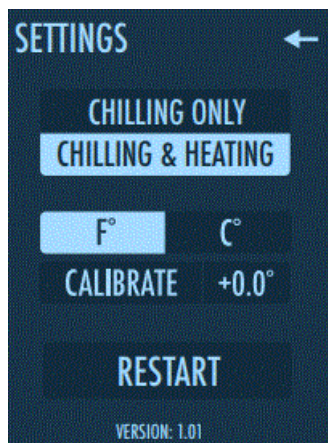 SETTINGS
CHILLING ONLY
CHILLING & HEATING
F° C°
CALIBRATE +0.0°
RESTART
VERSION: 1.01